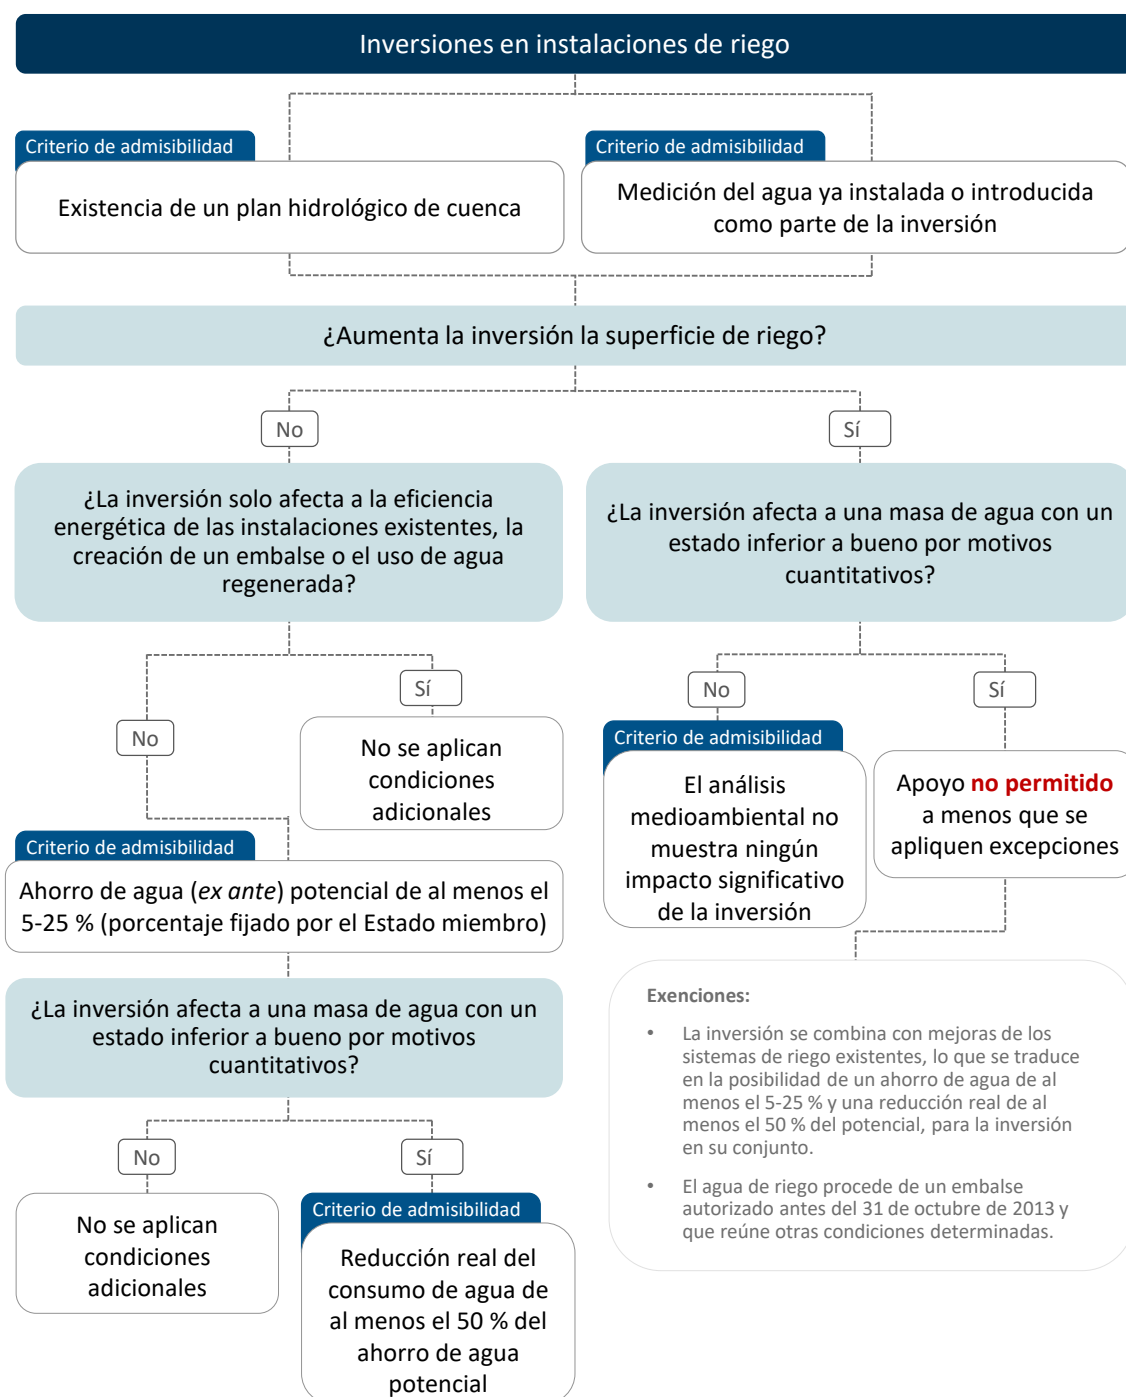 Inversiones en instalaciones de riego
Criterio de admisibilidad
Existencia de un plan hidrológico de cuenca
Criterio de admisibilidad
Medición del agua ya instalada o introducida
como parte de la inversión
¿Aumenta la inversión la superficie de riego?
No
Sí
¿La inversión solo afecta a la eficiencia
energética de las instalaciones existentes, la
creación de un embalse o el uso de agua
regenerada?
¿La inversión afecta a una masa de agua con un
estado inferior a bueno por motivos
cuantitativos?
No
Sí
No se aplican
condiciones
adicionales
Criterio de admisibilidad
Ahorro de agua (ex ante) potencial de al menos el
5-25 % (porcentaje fijado por el Estado miembro)
¿La inversión afecta a una masa de agua con un
estado inferior a bueno por motivos
cuantitativos?
No
Sí
No se aplican
condiciones
adicionales
Criterio de admisibilidad
Reducción real del
consumo de agua de
al menos el 50 % del
ahorro de agua
potencial
No
Sí
Criterio de admisibilidad
El análisis
medioambiental no
muestra ningún
impacto significativo
de la inversión
Apoyo no permitido
a menos que se
apliquen excepciones
Exenciones:
• La inversión se combina con mejoras de los
sistemas de riego existentes, lo que se traduce
en la posibilidad de un ahorro de agua de al
menos el 5-25 % y una reducción real de al
menos el 50 % del potencial, para la inversión
en su conjunto.
• El agua de riego procede de un embalse
autorizado antes del 31 de octubre de 2013 y
que reúne otras condiciones determinadas.